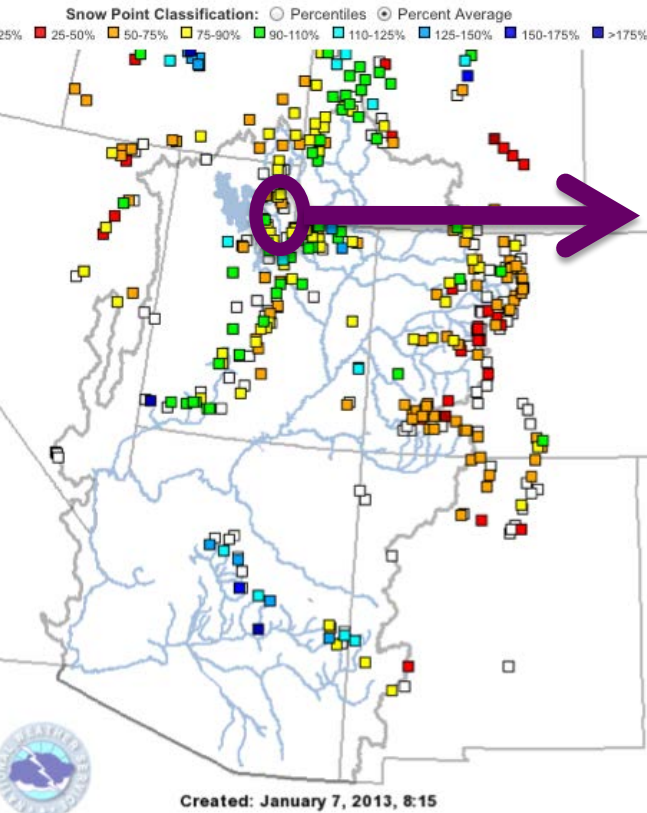 Snow Point Classification: Percentiles Percent Average
25% 25-50% 50-75% 75-90% 90-110% 110-125% 125-150% 150-175% >175%
Created: January 7, 2013, 8:15